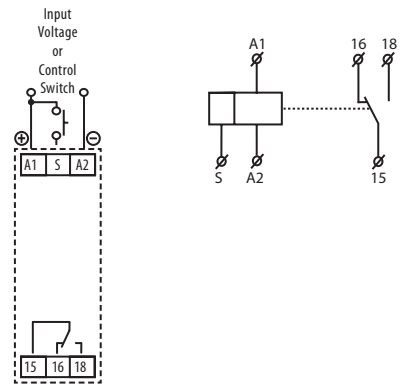 Input
Voltage
or
Control
Switch
+ −
A1 S A2
15 16 18
A1 16 18
S A2 15